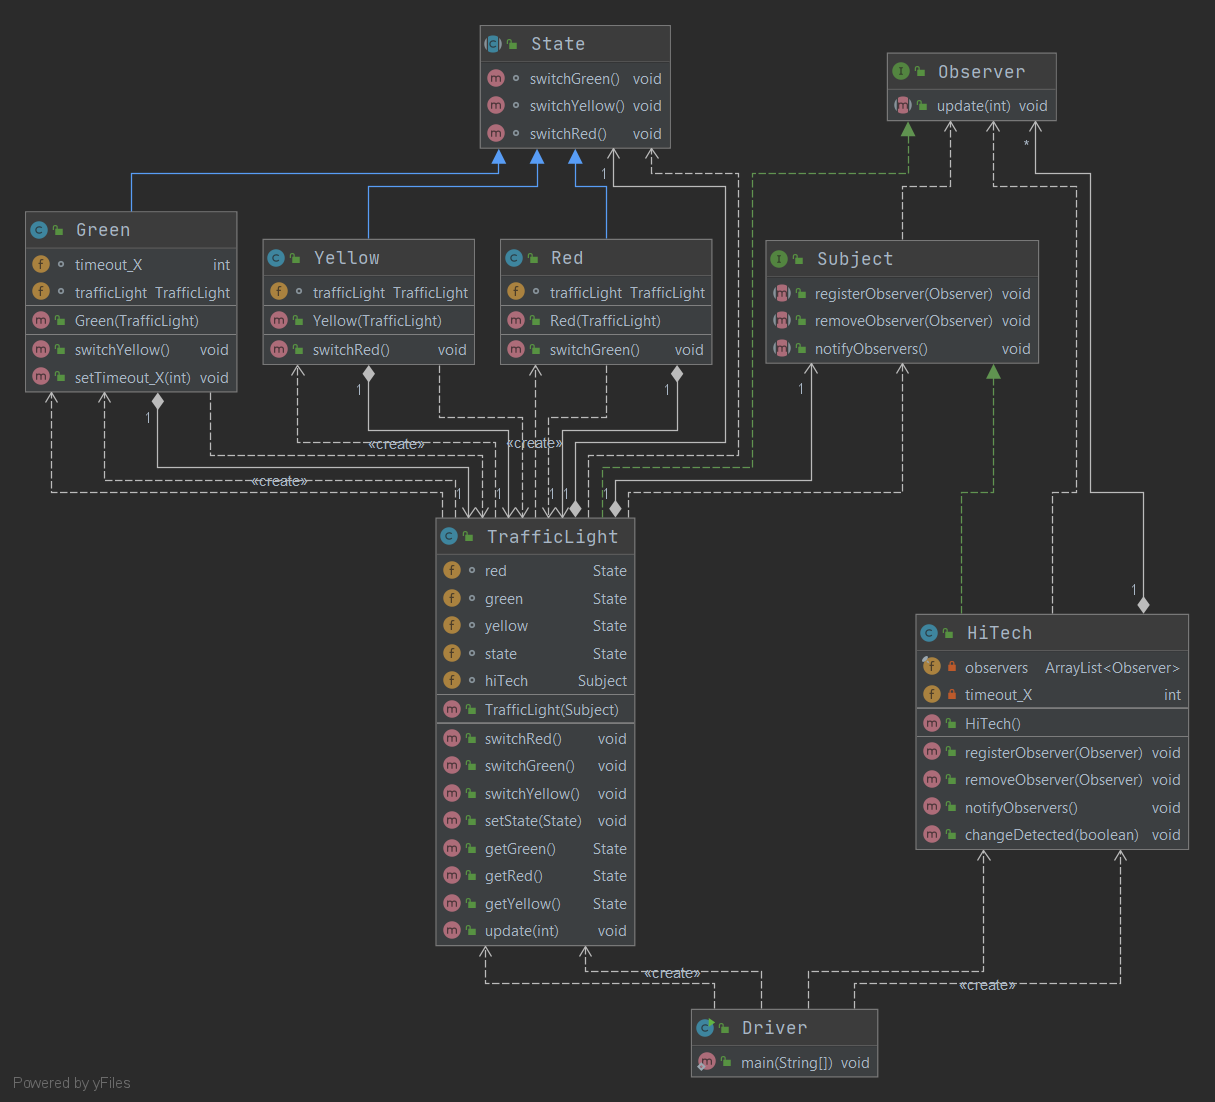 State
switchGreen() void
switchYellow() void
switchRed() void
Observer
update(int) void
*
1
Green
timeout_X int
trafficLight TrafficLight
Green(TrafficLight)
switchYellow() void
setTimeout_X(int) void
Yellow
trafficLight TrafficLight
Yellow(TrafficLight)
switchRed() void
Red
trafficLight TrafficLight
Red(TrafficLight)
switchGreen() void
Subject
registerObserver(Observer) void
removeObserver(Observer) void
notifyObservers() void
1
1
1
1
«create»
«create»
«create»
1
1
1
1
1
TrafficLight
red State
green State
yellow State
state State
hiTech Subject
TrafficLight(Subject)
switchRed() void
switchGreen() void
switchYellow() void
setState(State) void
getGreen() State
getRed() State
getYellow() State
update(int) void
1
HiTech
observers ArrayList<Observer>
timeout_X int
HiTech()
registerObserver(Observer) void
removeObserver(Observer) void
notifyObservers() void
changeDetected(boolean) void
«create»
«create»
Driver
main(String[]) void
Powered by yFiles